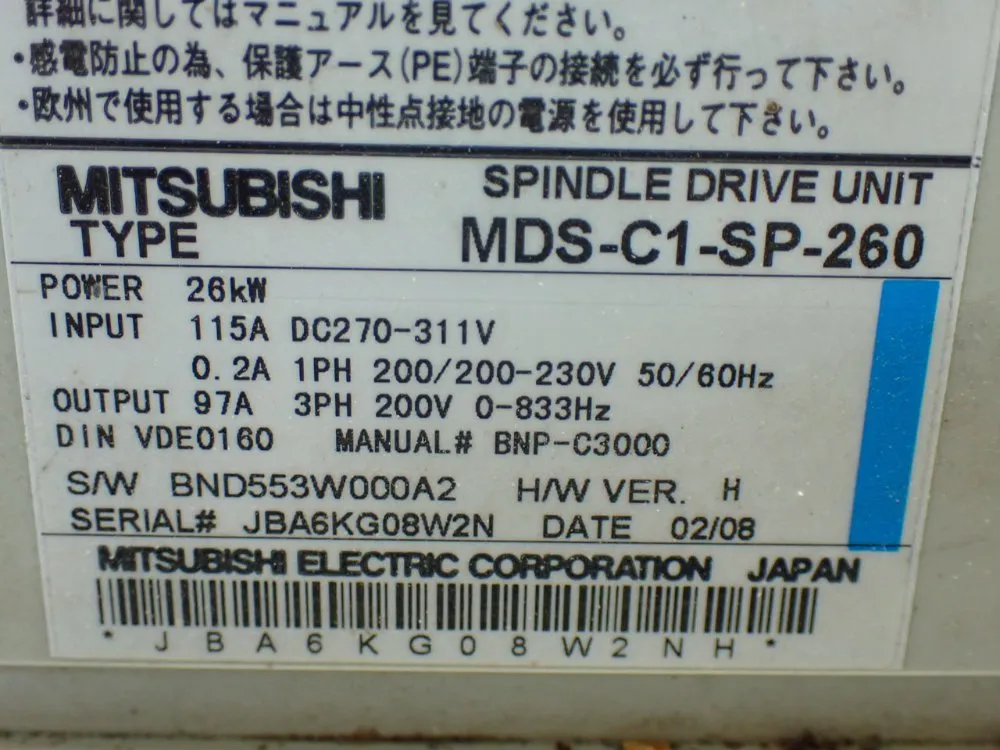 詳細に関してはマニュアルを見てください。
・感電防止の為、保護アース(PE)端子の接続を必ず行って下さい。
・欧州で使用する場合は中性点接地の電源を使用して下さい。
MITSUBISHI SPINDLE DRIVE UNIT
TYPE MDS-C1-SP-260
POWER 26kW
INPUT 115A DC270-311V
0.2A 1PH 200/200-230V 50/60Hz
OUTPUT 97A 3PH 200V 0-833Hz
DIN VDE0160 MANUAL# BNP-C3000
S/W BND553W000A2 H/W VER. H
SERIAL# JBA6KG08W2N DATE 02/08
MITSUBISHI ELECTRIC CORPORATION JAPAN
*JBA6KG08W2NH*